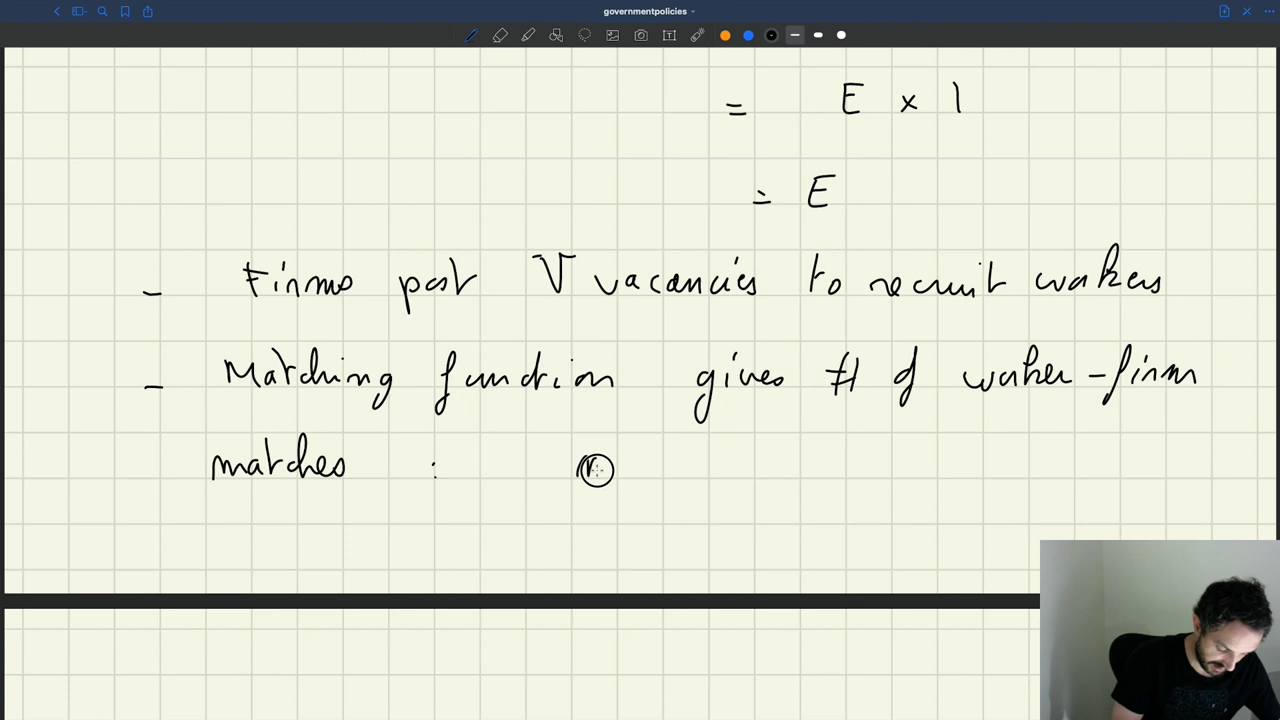 governmentpolicies
= E × 1
= E
- Firms post V vacancies to recruit workers
- Matching function gives # of worker-firm
matches :